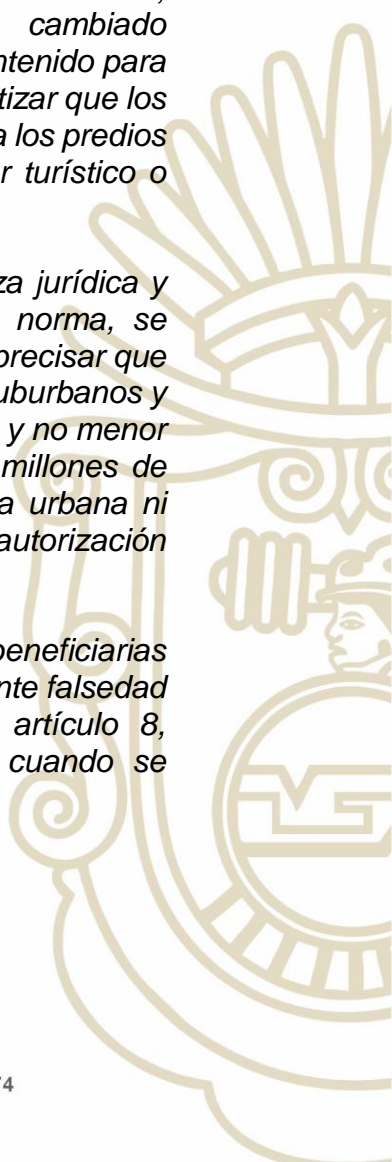 cambiado
ntenido para
tizar que los
a los predios
r turístico o
za jurídica y
norma, se
precisar que
uburbanos y
y no menor
millones de
a urbana ni
autorización
beneficiarias
nte falsedad
artículo 8,
cuando se
74